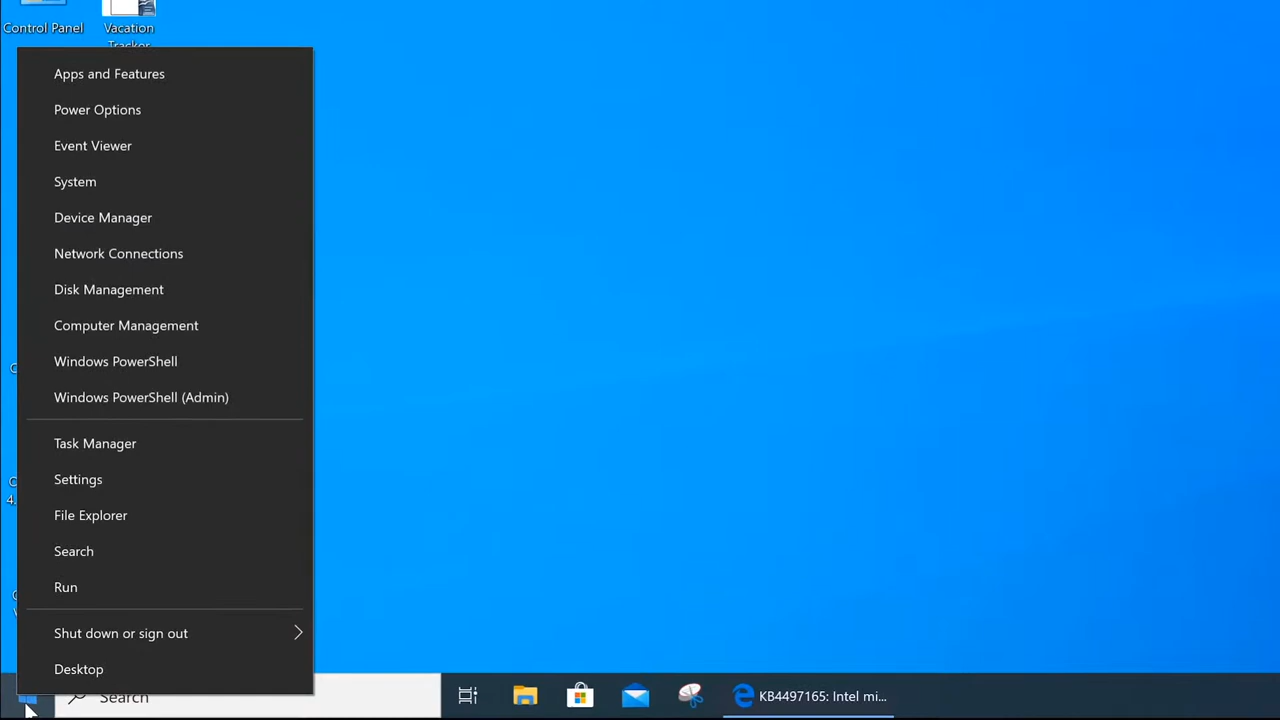 Control Panel
Vacation
Tracker
Apps and Features
Power Options
Event Viewer
System
Device Manager
Network Connections
Disk Management
Computer Management
Windows PowerShell
Windows PowerShell (Admin)
Task Manager
Settings
File Explorer
Search
Run
Shut down or sign out
Desktop
Search
KB4497165: Intel mi...